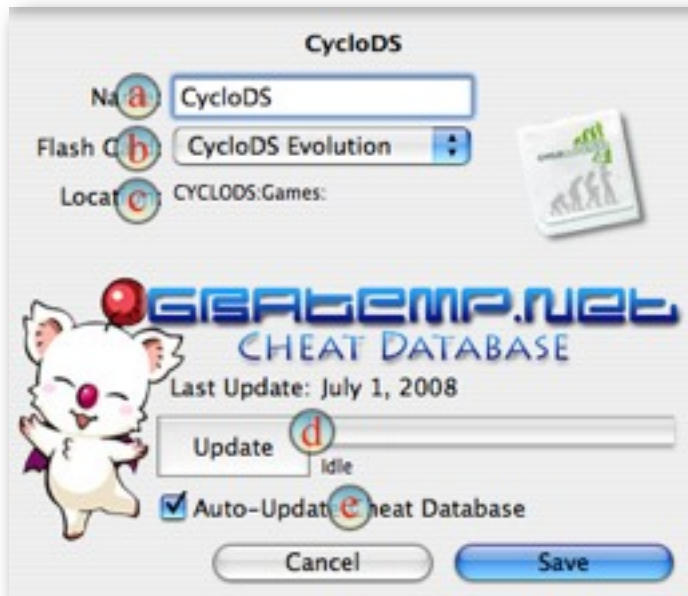 CycloDS
Na a :
CycloDS
Flash C b :
CycloDS Evolution
Locat c :
CYCLODS:Games:
GBAtemp.net
CHEAT DATABASE
Last Update: July 1, 2008
Update
d
Idle
Auto-Updat e heat Database
Cancel
Save